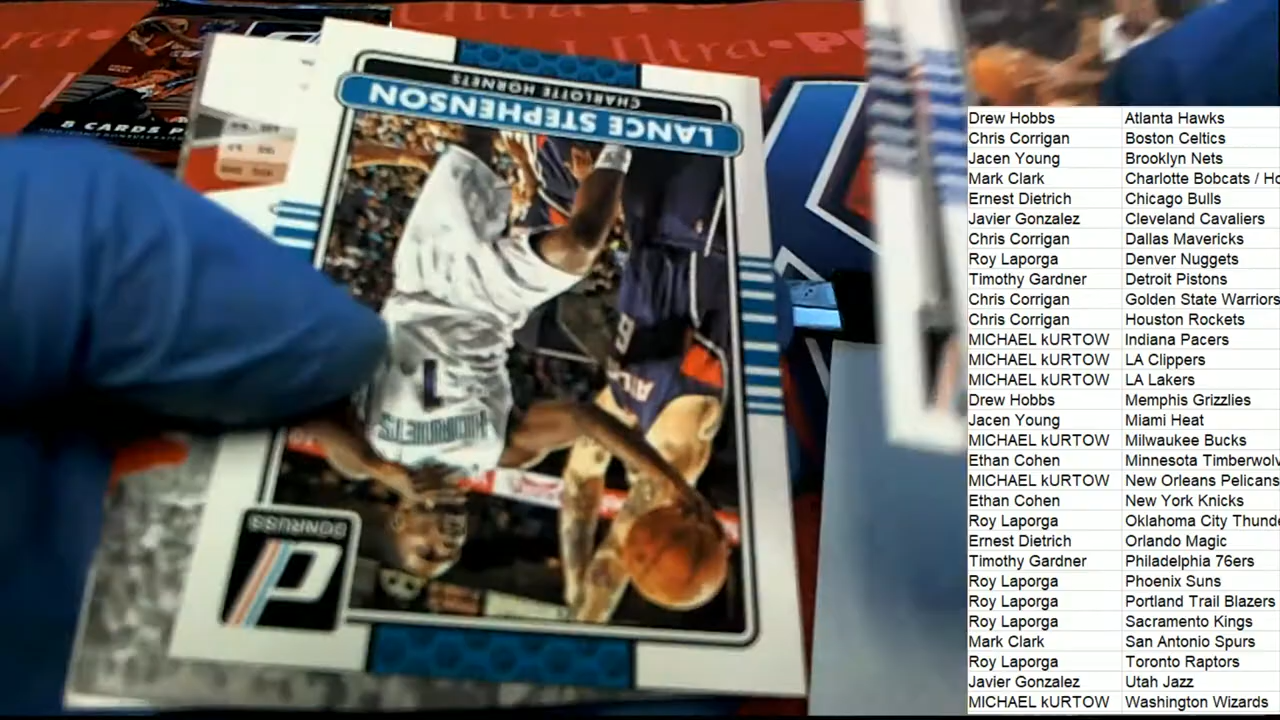 8 CARDS P
CHARLOTTE HORNETS
LANCE STEPHENSON
HORNETS
1
DONRUSS
Drew Hobbs Atlanta Hawks
Chris Corrigan Boston Celtics
Jacen Young Brooklyn Nets
Mark Clark Charlotte Bobcats / Ho
Ernest Dietrich Chicago Bulls
Javier Gonzalez Cleveland Cavaliers
Chris Corrigan Dallas Mavericks
Roy Laporga Denver Nuggets
Timothy Gardner Detroit Pistons
Chris Corrigan Golden State Warriors
Chris Corrigan Houston Rockets
MICHAEL kURTOW Indiana Pacers
MICHAEL kURTOW LA Clippers
MICHAEL kURTOW LA Lakers
Drew Hobbs Memphis Grizzlies
Jacen Young Miami Heat
MICHAEL kURTOW Milwaukee Bucks
Ethan Cohen Minnesota Timberwolv
MICHAEL kURTOW New Orleans Pelicans
Ethan Cohen New York Knicks
Roy Laporga Oklahoma City Thund
Ernest Dietrich Orlando Magic
Timothy Gardner Philadelphia 76ers
Roy Laporga Phoenix Suns
Roy Laporga Portland Trail Blazers
Roy Laporga Sacramento Kings
Mark Clark San Antonio Spurs
Roy Laporga Toronto Raptors
Javier Gonzalez Utah Jazz
MICHAEL kURTOW Washington Wizards